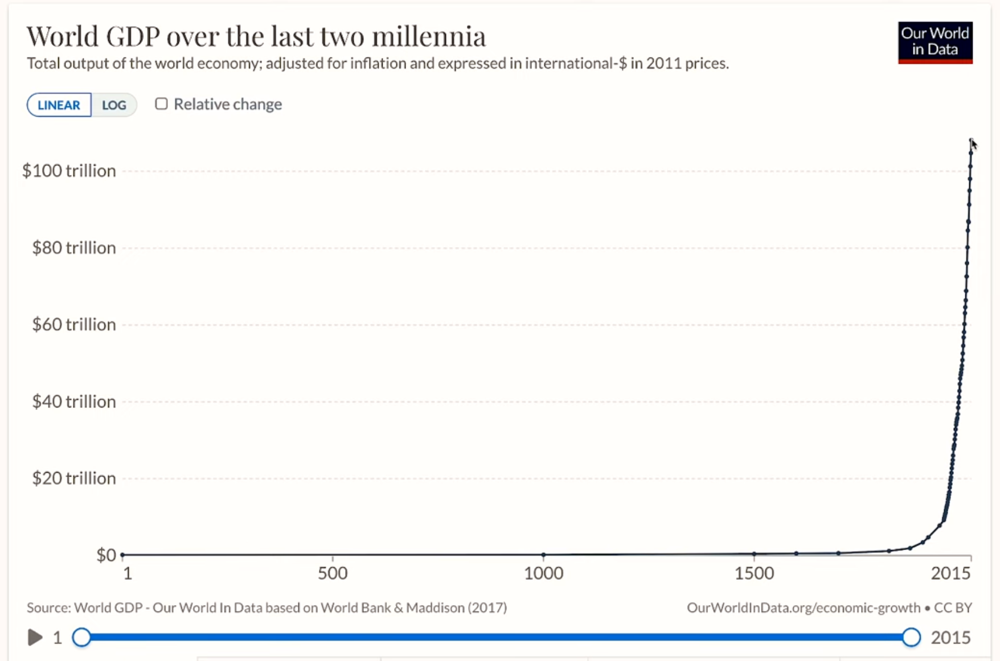 World GDP over the last two millennia
Our World
in Data
Total output of the world economy; adjusted for inflation and expressed in international-$ in 2011 prices.
LINEAR LOG Relative change
$100 trillion
$80 trillion
$60 trillion
$40 trillion
$20 trillion
$0
1 500 1000 1500 2015
Source: World GDP - Our World In Data based on World Bank & Maddison (2017) OurWorldInData.org/economic-growth • CC BY
1 2015